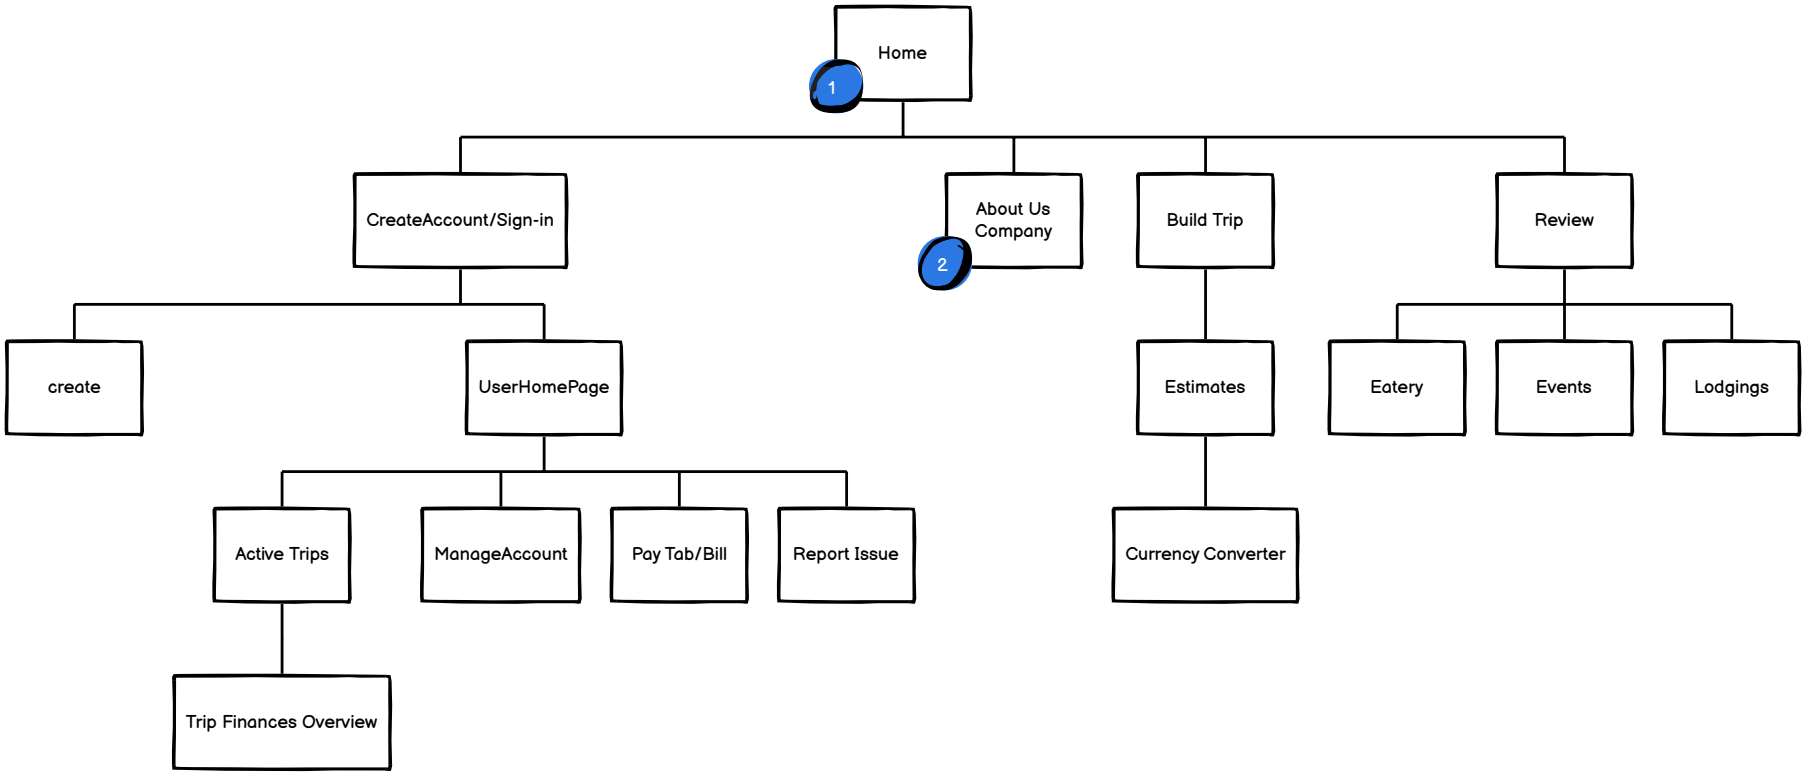 Home
1
CreateAccount/Sign-in
About Us
Company
2
Build Trip
Review
create
UserHomePage
Estimates
Eatery
Events
Lodgings
Active Trips
ManageAccount
Pay Tab/Bill
Report Issue
Currency Converter
Trip Finances Overview